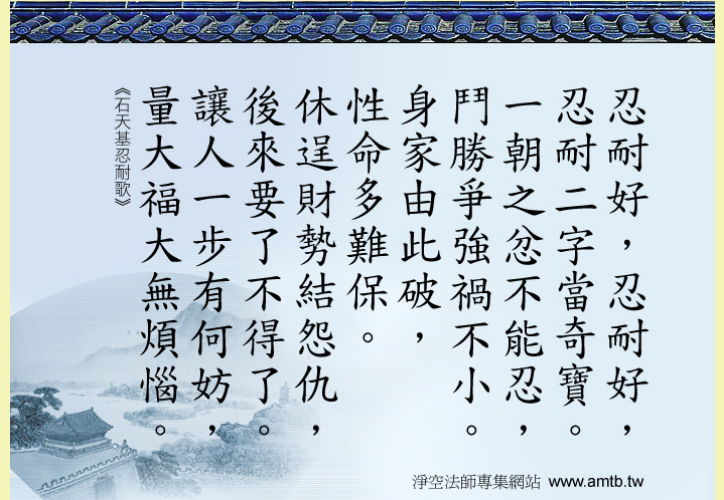 忍耐好，忍耐好，
忍耐二字當奇寶。
一朝之忿不能忍，
鬥勝爭強禍不小。
身家由此破，
性命多難保。
休逞財勢結怨仇，
後來要了不得了。
讓人一步有何妨，
量大福大無煩惱。
《石天基忍耐歌》
淨空法師專集網站 www.amtb.tw